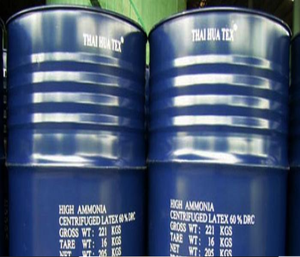 THAI HUA TEX®
HIGH AMMONIA
CENTRIFUGED LATEX 60 % DRC
GROSS WT : 221 KGS
TARE WT : 16 KGS
NET WT : 205 KGS
THAI HUA TEX®
HIGH AMMONIA
CENTRIFUGED LATEX 60 % DRC
GROSS WT : 221 KGS
TARE WT : 16 KGS
NET WT : 205 KGS